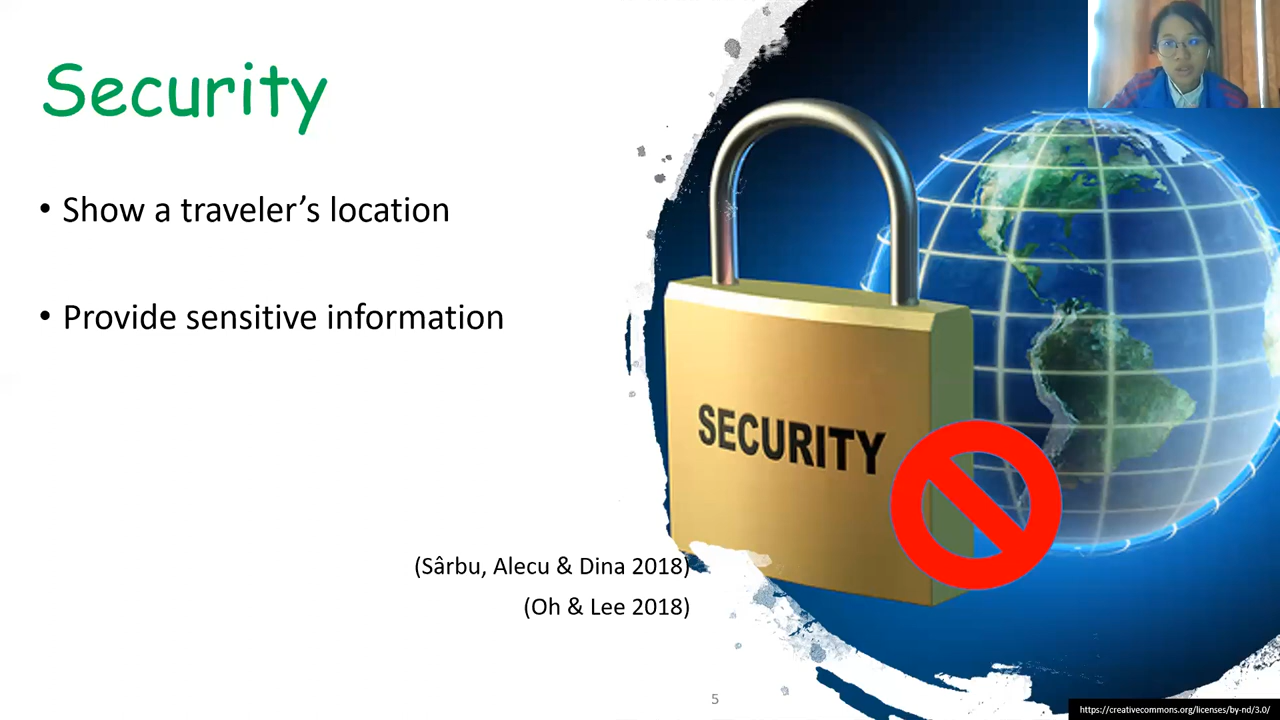 Security
• Show a traveler’s location
• Provide sensitive information
SECURITY
(Sârbu, Alecu & Dina 2018)
(Oh & Lee 2018)
5
https://creativecommons.org/licenses/by-nd/3.0/